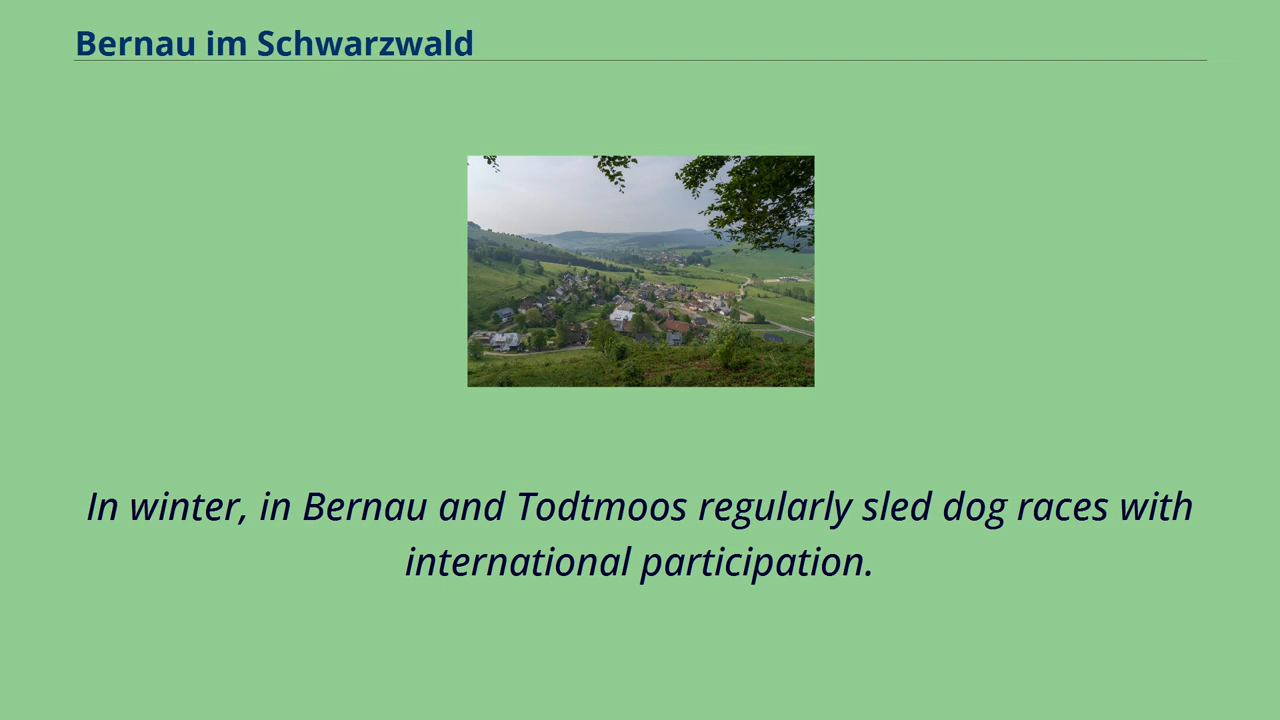 Bernau im Schwarzwald
In winter, in Bernau and Todtmoos regularly sled dog races with
international participation.